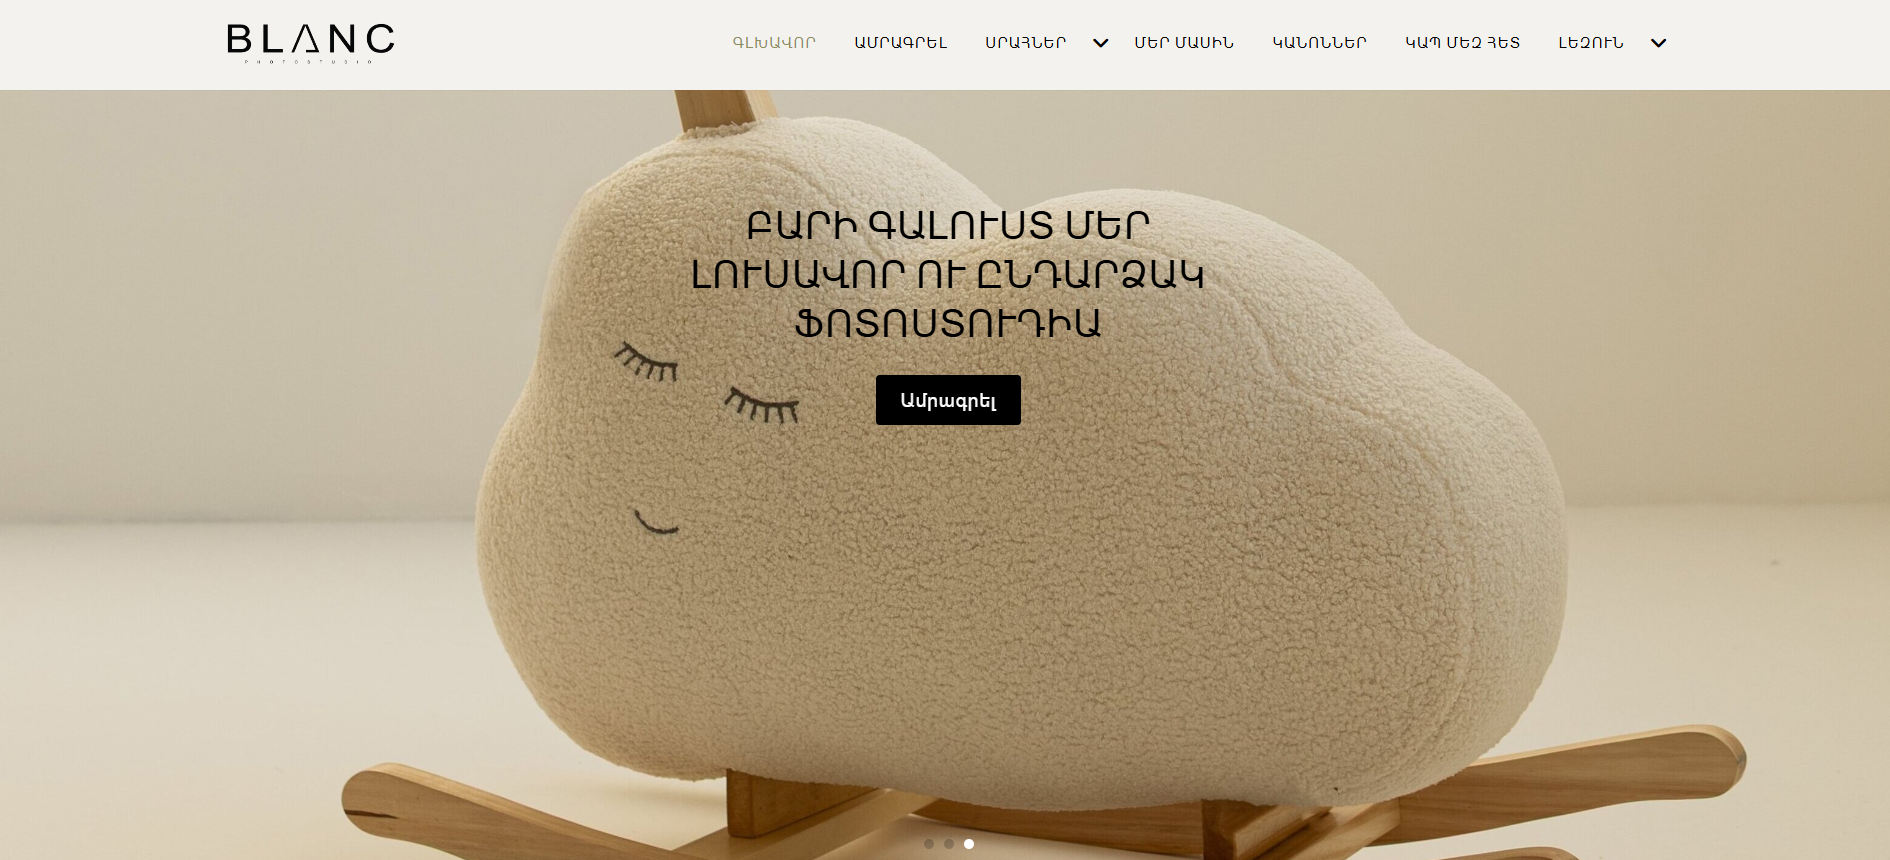 BLANC
PHOTOSTUDIO
ԳԼԽԱՎՈՐ ԱՄՐԱԳՐԵԼ ՍՐԱՀՆԵՐ ՄԵՐ ՄԱՍԻՆ ԿԱՆՈՆՆԵՐ ԿԱՊ ՄԵԶ ՀԵՏ ԼԵԶՈՒՆ
ԲԱՐԻ ԳԱԼՈՒՍՏ ՄԵՐ
ԼՈՒՍԱՎՈՐ ՈՒ ԸՆԴԱՐՁԱԿ
ՖՈՏՈՍՏՈՒԴԻԱ
Ամրագրել